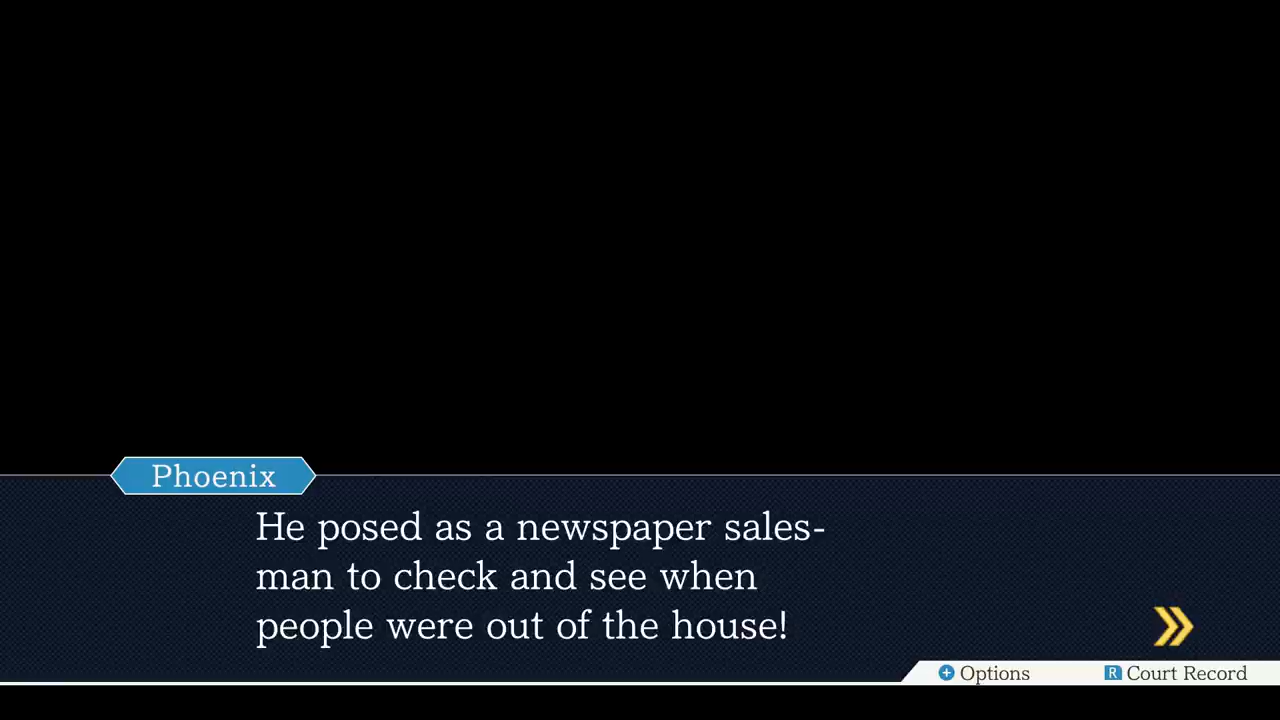 Phoenix
He posed as a newspaper sales-
man to check and see when
people were out of the house!
+ Options
R Court Record